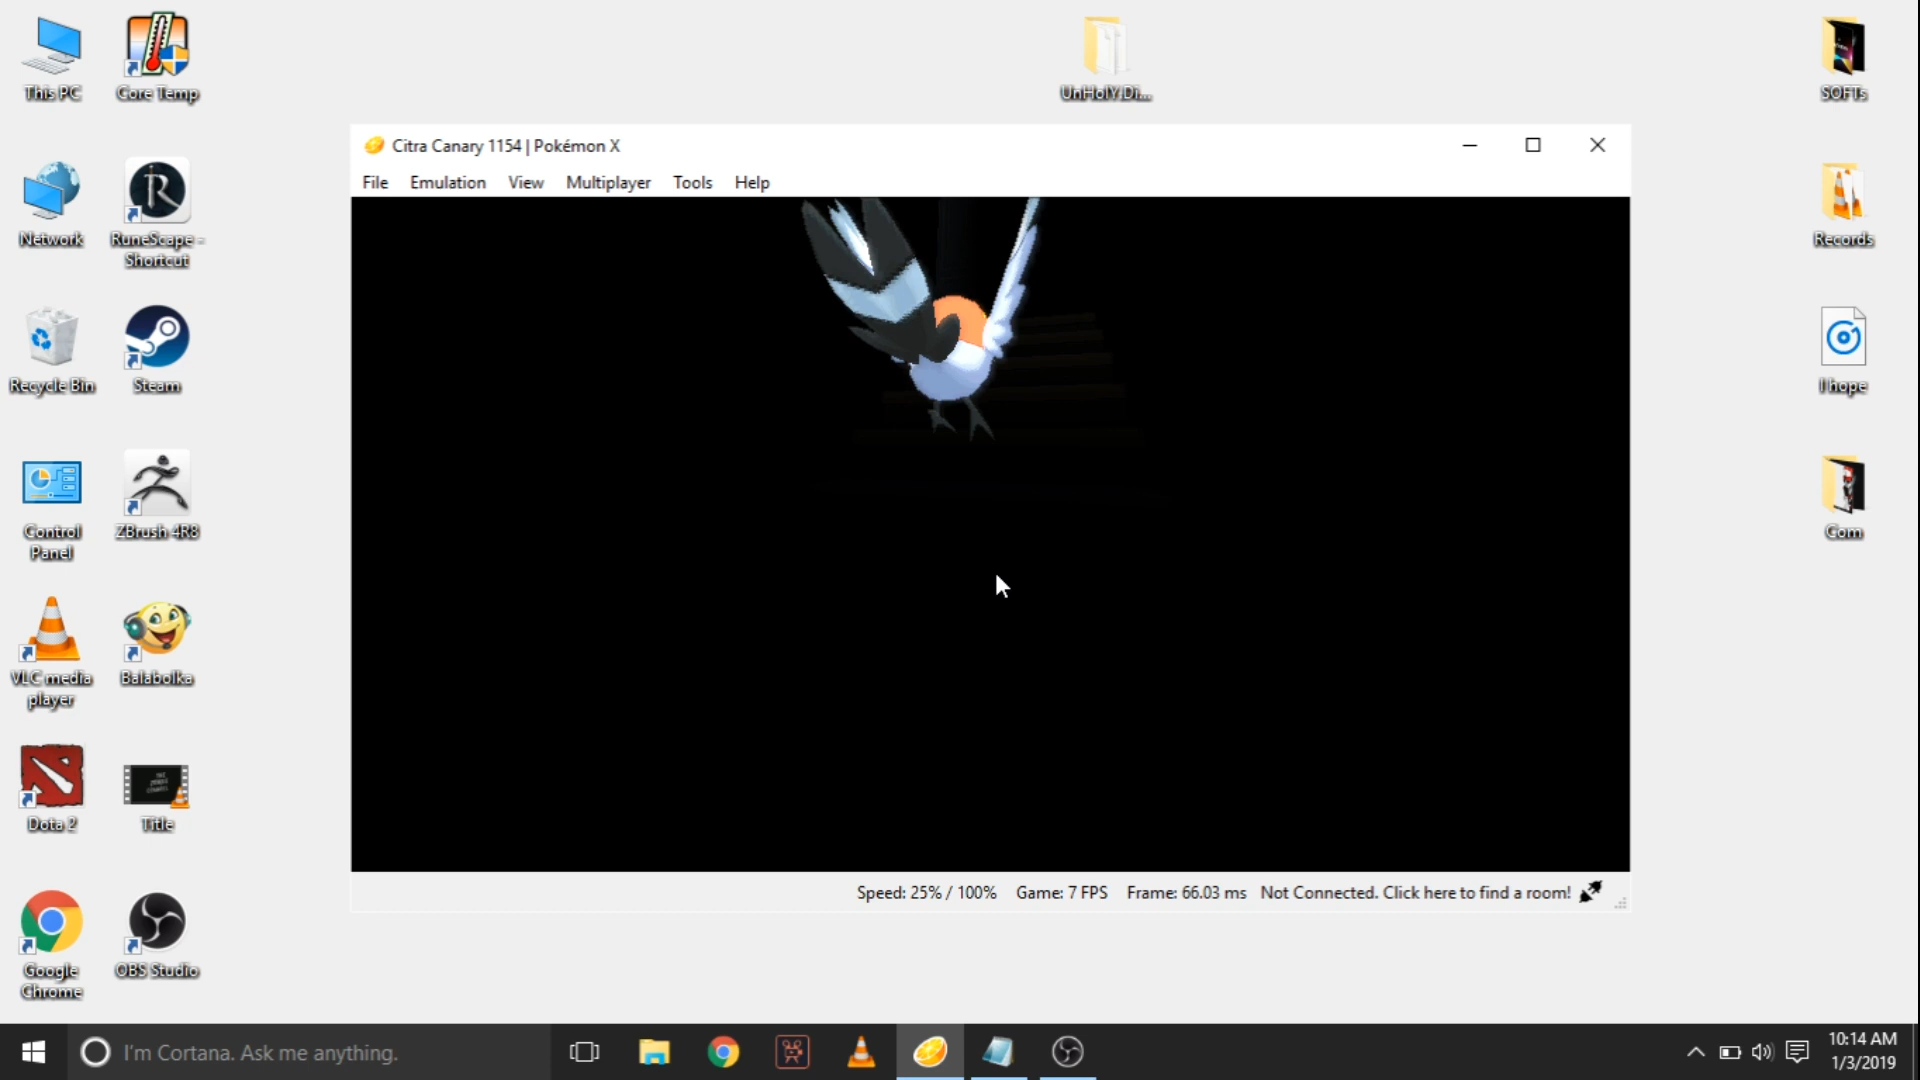 This PC
Core Temp
UnHolY.Di...
SOFTs
Citra Canary 1154 | Pokémon X
File Emulation View Multiplayer Tools Help
Network
RuneScape -
Shortcut
Records
Recycle Bin
Steam
I hope
Control
Panel
ZBrush 4R8
Com
VLC media
player
Balabolka
Dota 2
Title
Speed: 25% / 100% Game: 7 FPS Frame: 66.03 ms Not Connected. Click here to find a room!
Google
Chrome
OBS Studio
I'm Cortana. Ask me anything.
10:14 AM
1/3/2019